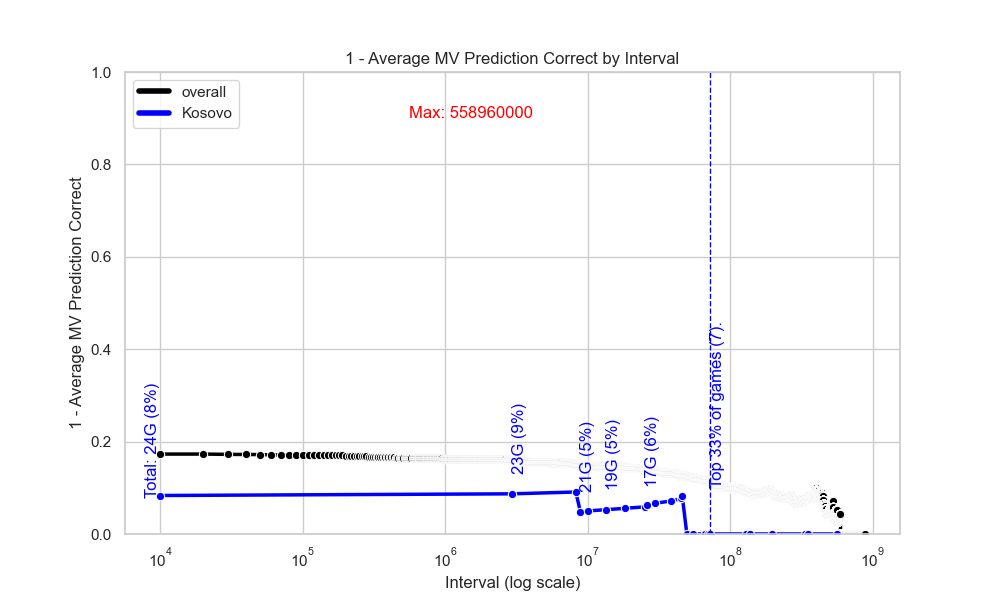 1 - Average MV Prediction Correct by Interval
overall
Kosovo
Max: 558960000
1 - Average MV Prediction Correct
1.0
0.8
0.6
0.4
0.2
0.0
Total: 24G (8%)
23G (9%)
21G (5%)
19G (5%)
17G (6%)
Top 33% of games (7).
10^4
10^5
10^6
10^7
10^8
10^9
Interval (log scale)